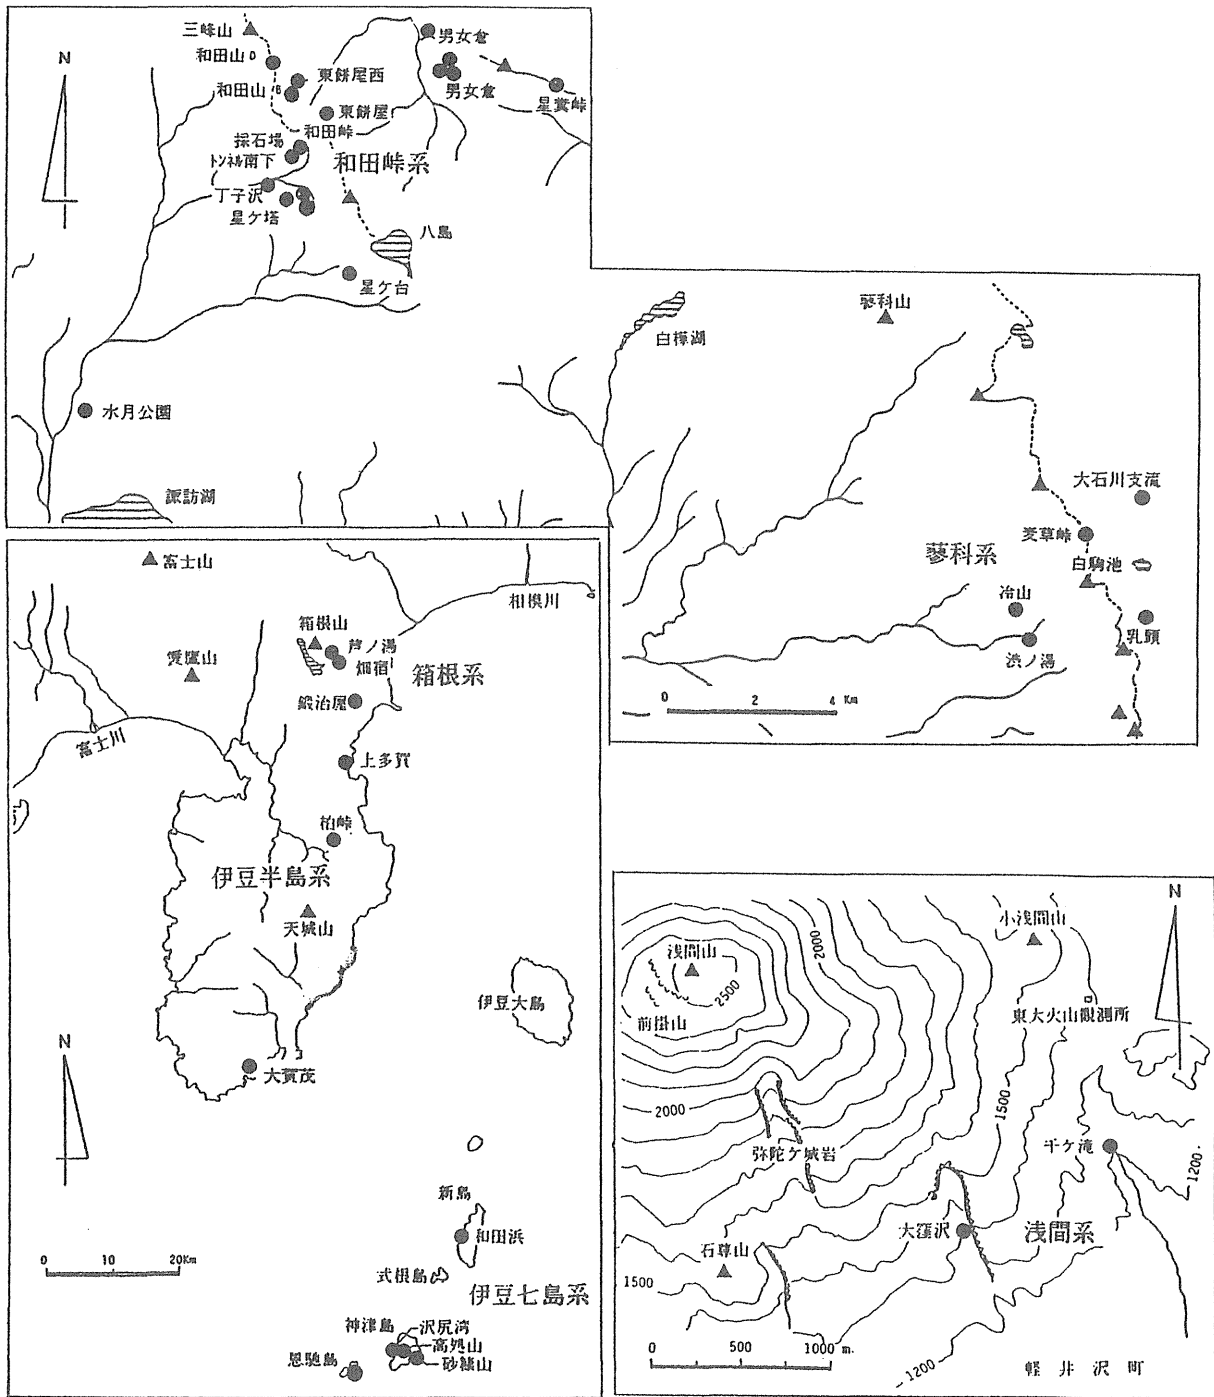 三峰山
N
和田山 D
和田山 B
東餅屋西
東餅屋
和田峠
採石場
トンネル南下
丁子沢
星ケ塔
和田峠系
男女倉
男女倉
星糞峠
八島
星ケ台
水月公園
諏訪湖
白樺湖
蓼科山
大石川支流
麦草峠
白駒池
蓼科系
冷山
渋ノ湯
乳頭
0 2 4 Km
富士山
相模川
箱根山
芦ノ湯
畑宿
箱根系
愛鷹山
鍛冶屋
富士川
上多賀
柏峠
伊豆半島系
天城山
伊豆大島
N
大賀茂
新島
和田浜
0 10 20Km
式根島
伊豆七島系
神津島
沢尻湾
高処山
砂糠山
恩馳島
N
小浅間山
2000
浅間山
2500
前掛山
東大火山観測所
2000
1500
弥陀ケ城岩
千ケ滝
1200
大窪沢
浅間系
石尊山
1500
0 500 1000 m.
1200
軽井沢町